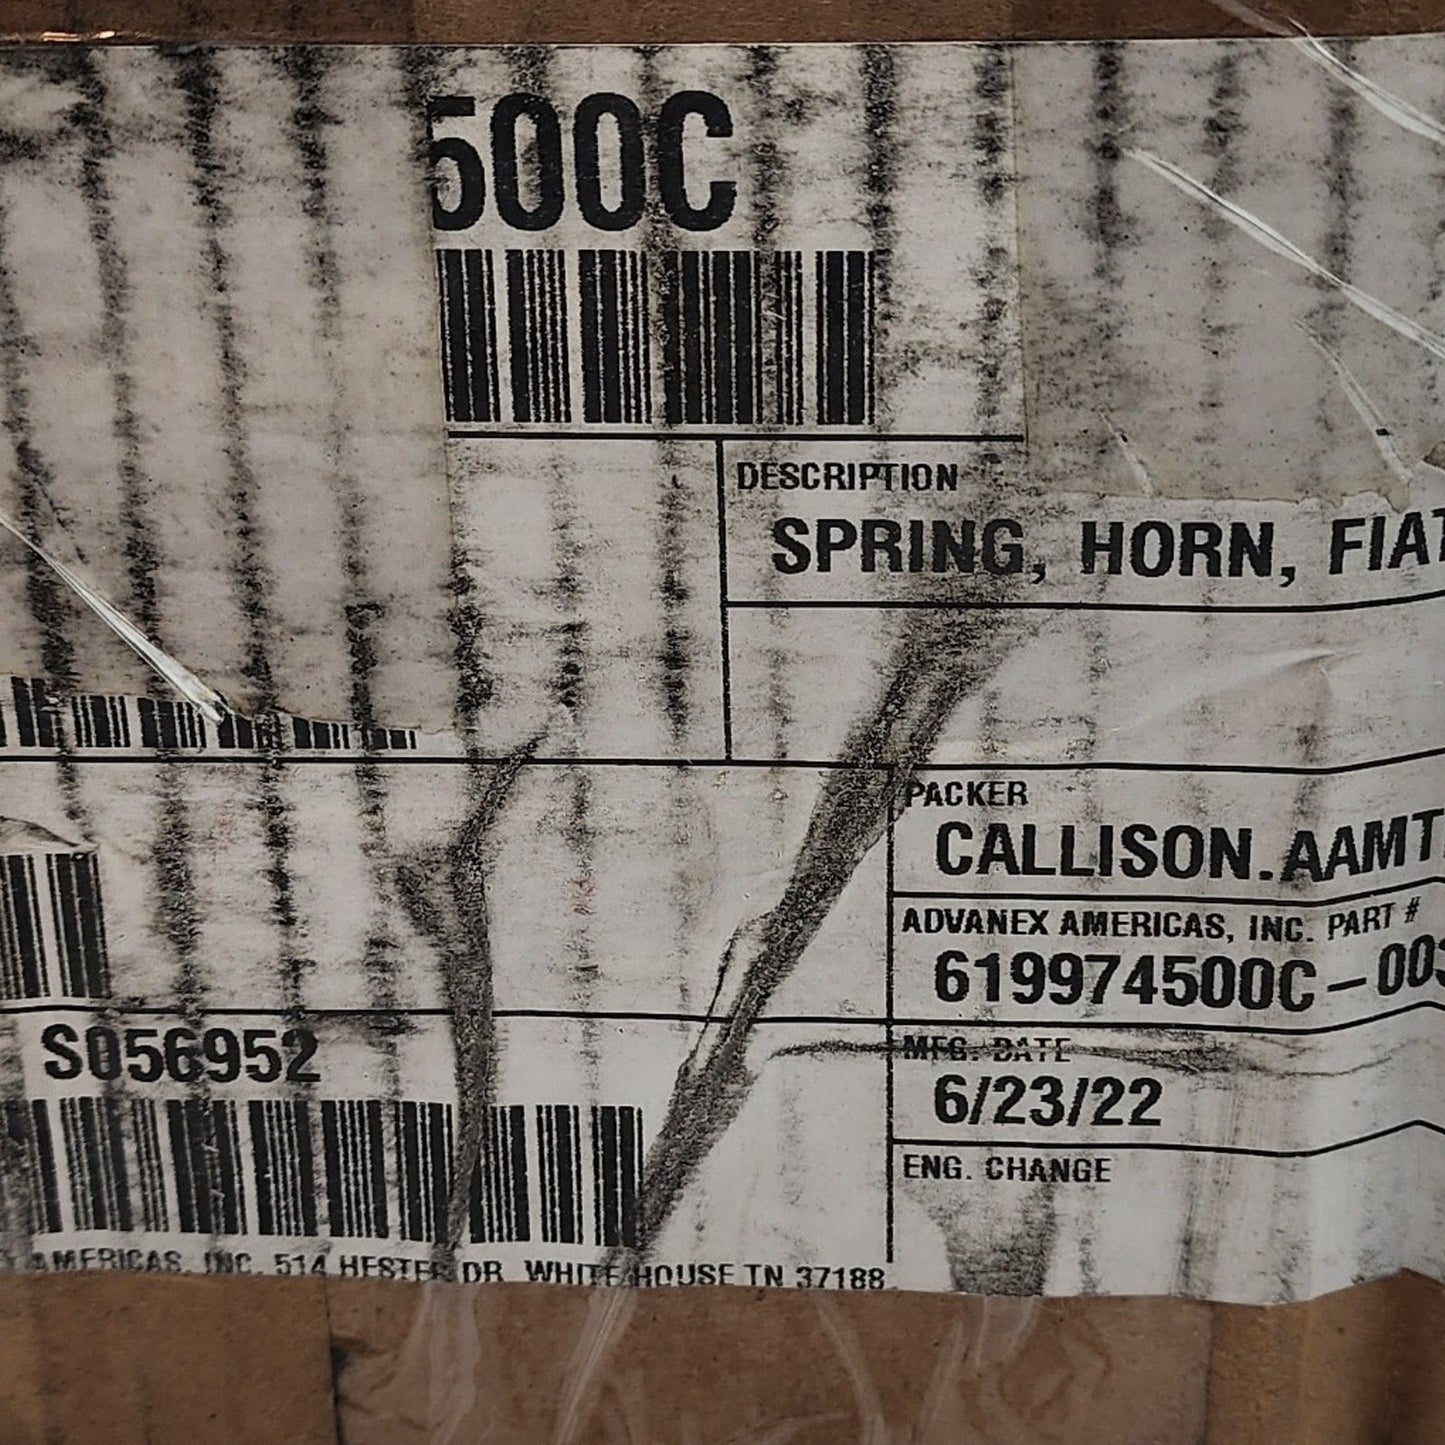 500C
DESCRIPTION
SPRING, HORN, FIAT
PACKER
CALLISON.AAMT
ADVANEX AMERICAS, INC. PART #
619974500C-003
MFG. DATE
6/23/22
S056952
ENG. CHANGE
AMERICAS, INC. 514 HESTER DR WHITE HOUSE TN 37188